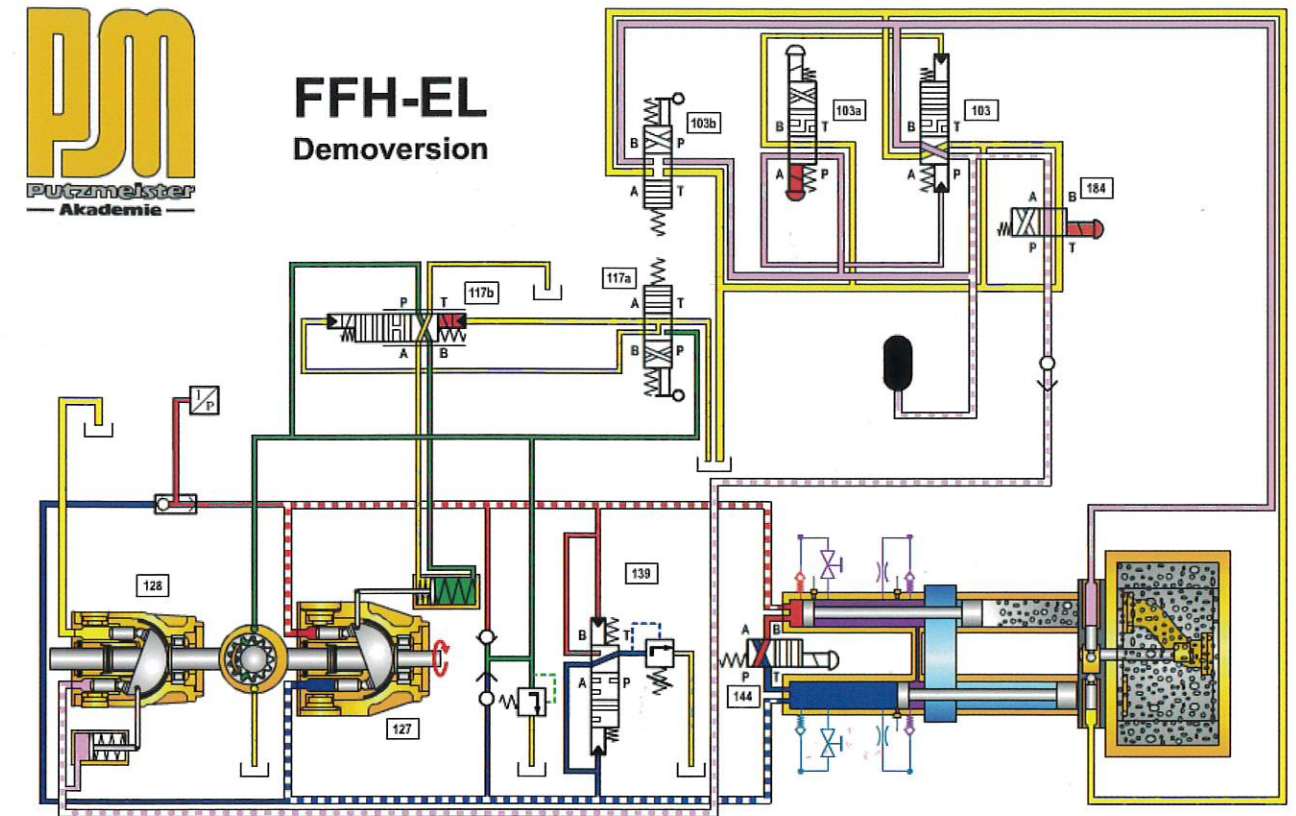 PM
Putzmeister
Akademie
FFH-EL
Demoversion
103b
B P
A T
103a
B T
A P
103
B T
A P
184
A B
P T
117a
A T
B P
117b
P T
A B
I/P
128
127
139
B T
A P
A B
P T
144